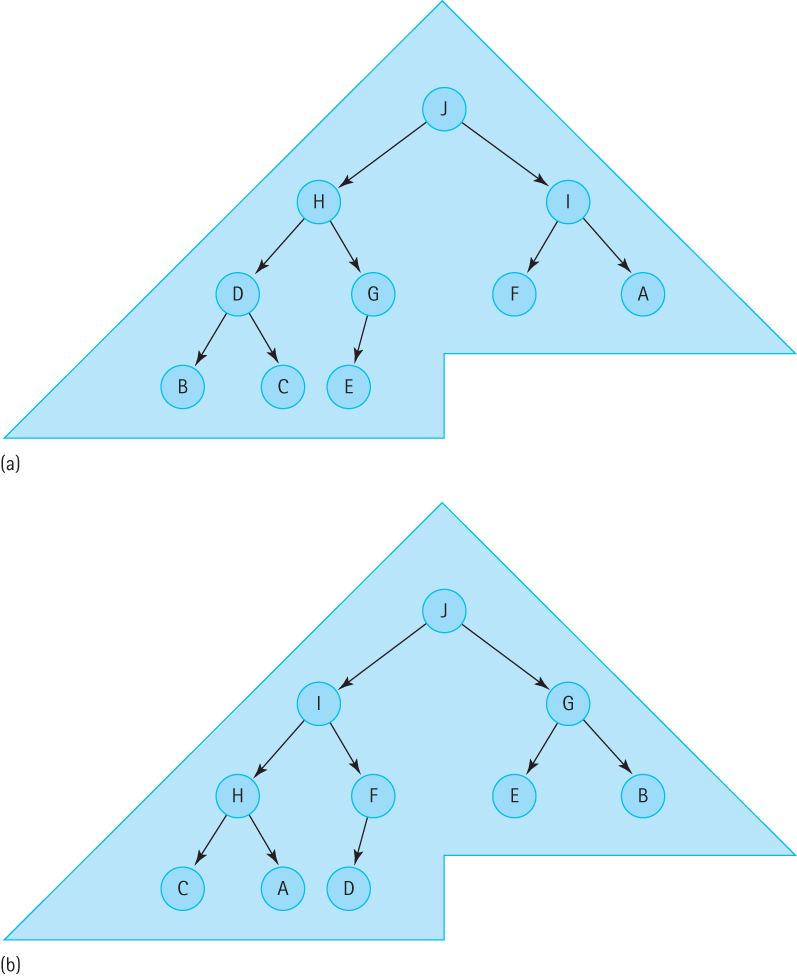 J
H I
D G F A
B C E
(a)
J
I G
H F E B
C A D
(b)